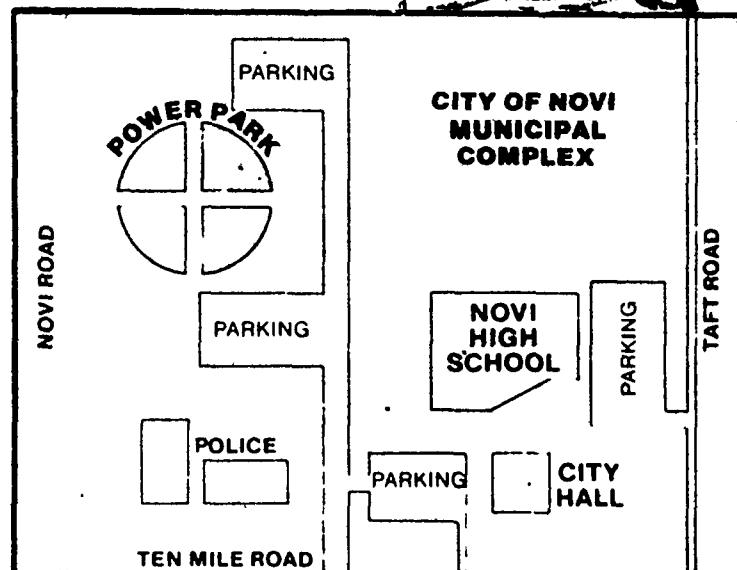 PARKING
POWER PARK
CITY OF NOVI
MUNICIPAL
COMPLEX
NOVI ROAD
TAFT ROAD
PARKING
NOVI
HIGH
SCHOOL
PARKING
POLICE
PARKING
CITY
HALL
TEN MILE ROAD